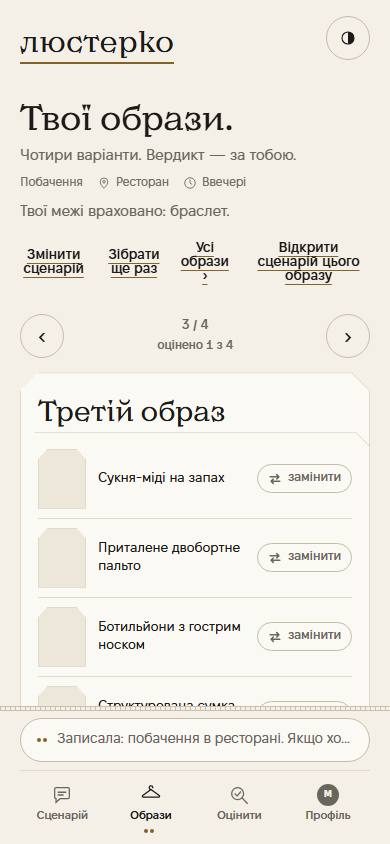 люстерко
Твої образи.
Чотири варіанти. Вердикт — за тобою.
Побачення Ресторан Ввечері
Твої межі враховано: браслет.
Змінити
сценарій
Зібрати
ще раз
Усі
образи
›
Відкрити
сценарій цього
образу
‹
3 / 4
оцінено 1 з 4
›
Третій образ
Сукня-міді на запах
замінити
Приталене двобортне
пальто
замінити
Ботильйони з гострим
носком
замінити
Структурована сумка
Записала: побачення в ресторані. Якщо хо...
Сценарій
Образи
Оцінити
М
Профіль